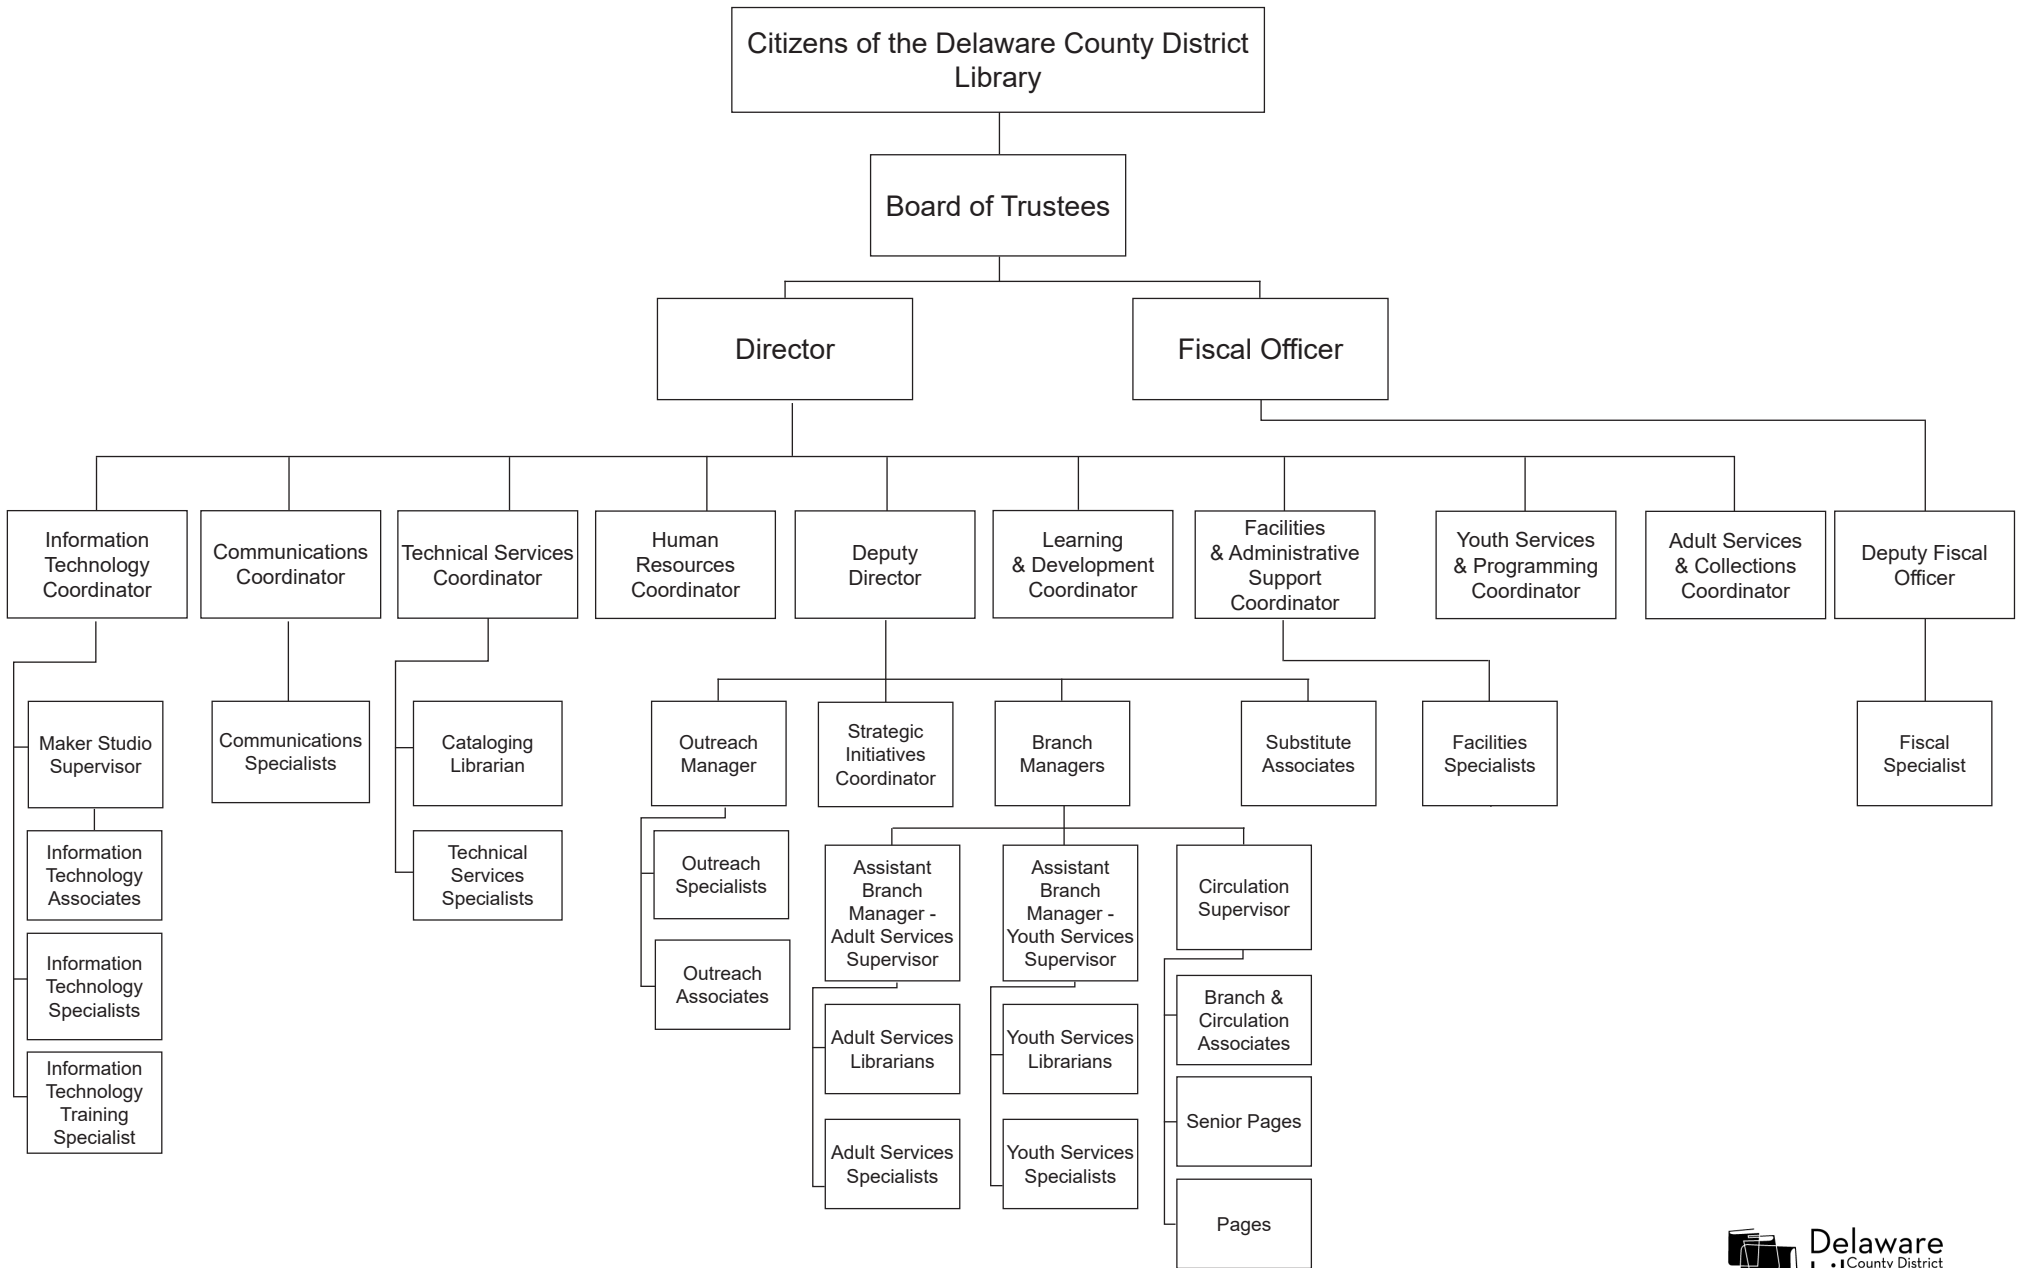 Citizens of the Delaware County District
Library
Board of Trustees
Director
Fiscal Officer
Information
Technology
Coordinator
Communications
Coordinator
Technical Services
Coordinator
Human
Resources
Coordinator
Deputy
Director
Learning
& Development
Coordinator
Facilities
& Administrative
Support
Coordinator
Youth Services
& Programming
Coordinator
Adult Services
& Collections
Coordinator
Deputy Fiscal
Officer
Maker Studio
Supervisor
Communications
Specialists
Cataloging
Librarian
Outreach
Manager
Strategic
Initiatives
Coordinator
Branch
Managers
Substitute
Associates
Facilities
Specialists
Fiscal
Specialist
Information
Technology
Associates
Technical
Services
Specialists
Outreach
Specialists
Assistant
Branch
Manager -
Adult Services
Supervisor
Assistant
Branch
Manager -
Youth Services
Supervisor
Circulation
Supervisor
Information
Technology
Specialists
Outreach
Associates
Branch &
Circulation
Associates
Adult Services
Librarians
Youth Services
Librarians
Information
Technology
Training
Specialist
Senior Pages
Adult Services
Specialists
Youth Services
Specialists
Pages
Delaware
County District